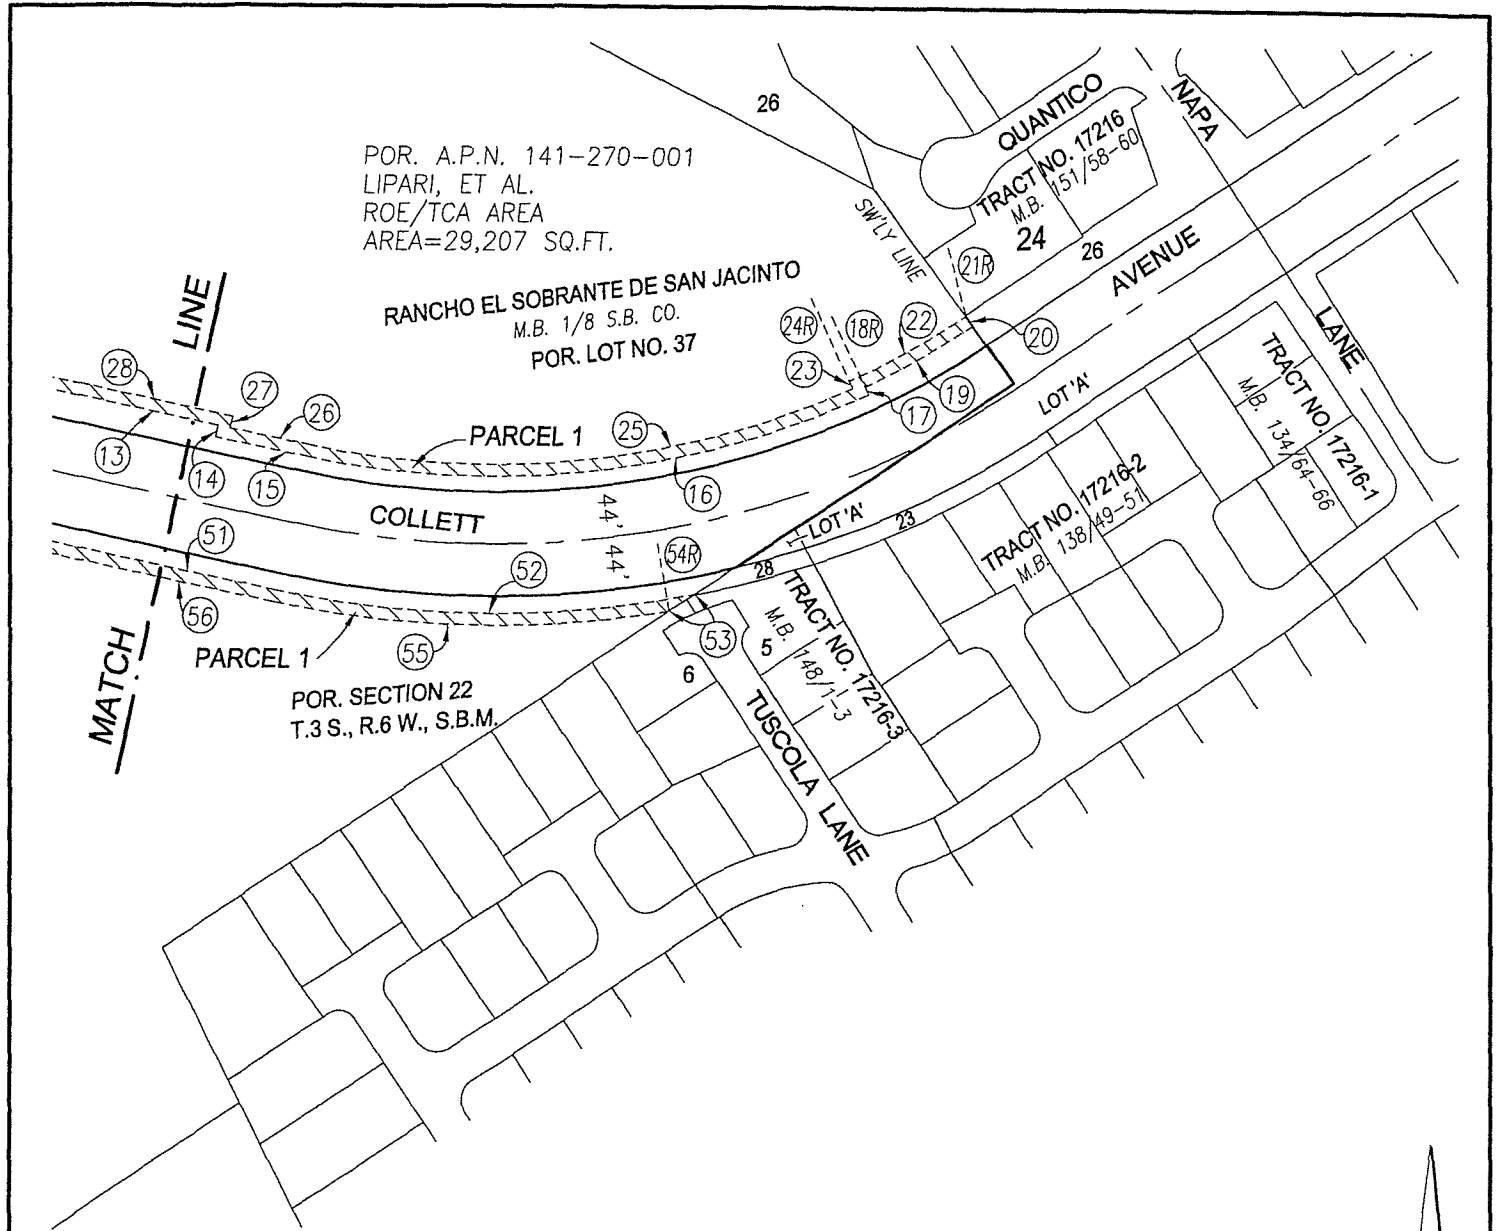 26
QUANTICO
NAPA
TRACT NO. 17216
M.B. 151/58-60
24
26
POR. A.P.N. 141-270-001
LIPARI, ET AL.
ROE/TCA AREA
AREA=29,207 SQ.FT.
SW'LY LINE
21R
AVENUE
LINE
RANCHO EL SOBRANTE DE SAN JACINTO
M.B. 1/8 S.B. CO.
POR. LOT NO. 37
24R
18R
22
20
23
19
17
LANE
28
27
26
25
PARCEL 1
13
14
15
16
LOT 'A'
TRACT NO. 17216-1
M.B. 134/64-66
COLLETT
44'
44'
LOT 'A'
23
TRACT NO. 17216-2
M.B. 138/49-51
51
52
54R
28
56
PARCEL 1
55
53
TRACT NO. 17216-3
M.B. 148/1-3
5
6
MATCH
POR. SECTION 22
T.3 S., R.6 W., S.B.M.
TUSCOLA LANE